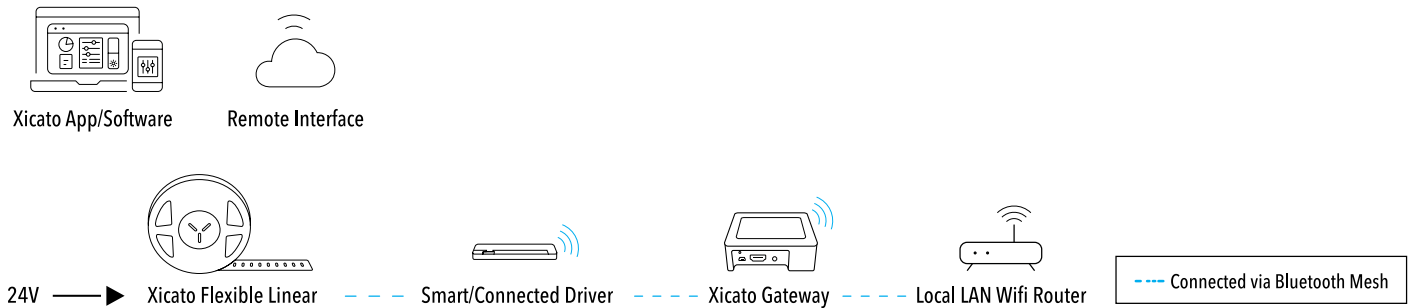 Xicato App/Software
Remote Interface
24V
Xicato Flexible Linear
Smart/Connected Driver
Xicato Gateway
Local LAN Wifi Router
Connected via Bluetooth Mesh